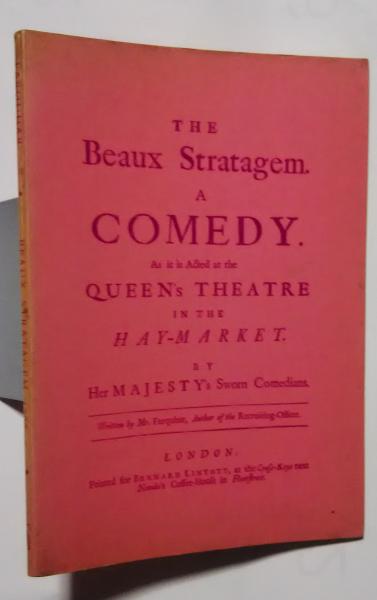 THE
Beaux Stratagem.
A
COMEDY.
As it is Acted at the
QUEEN's THEATRE
IN THE
HAY-MARKET.
BY
Her MAJESTY's Sworn Comedians.
Written by Mr. Farquhar, Author of the Recruiting-Officer.
LONDON:
Printed for BERNARD LINTOTT, at the Cross-Keys next
Nando's Coffee-House in Fleetstreet.
BEAUX STRATAGEM